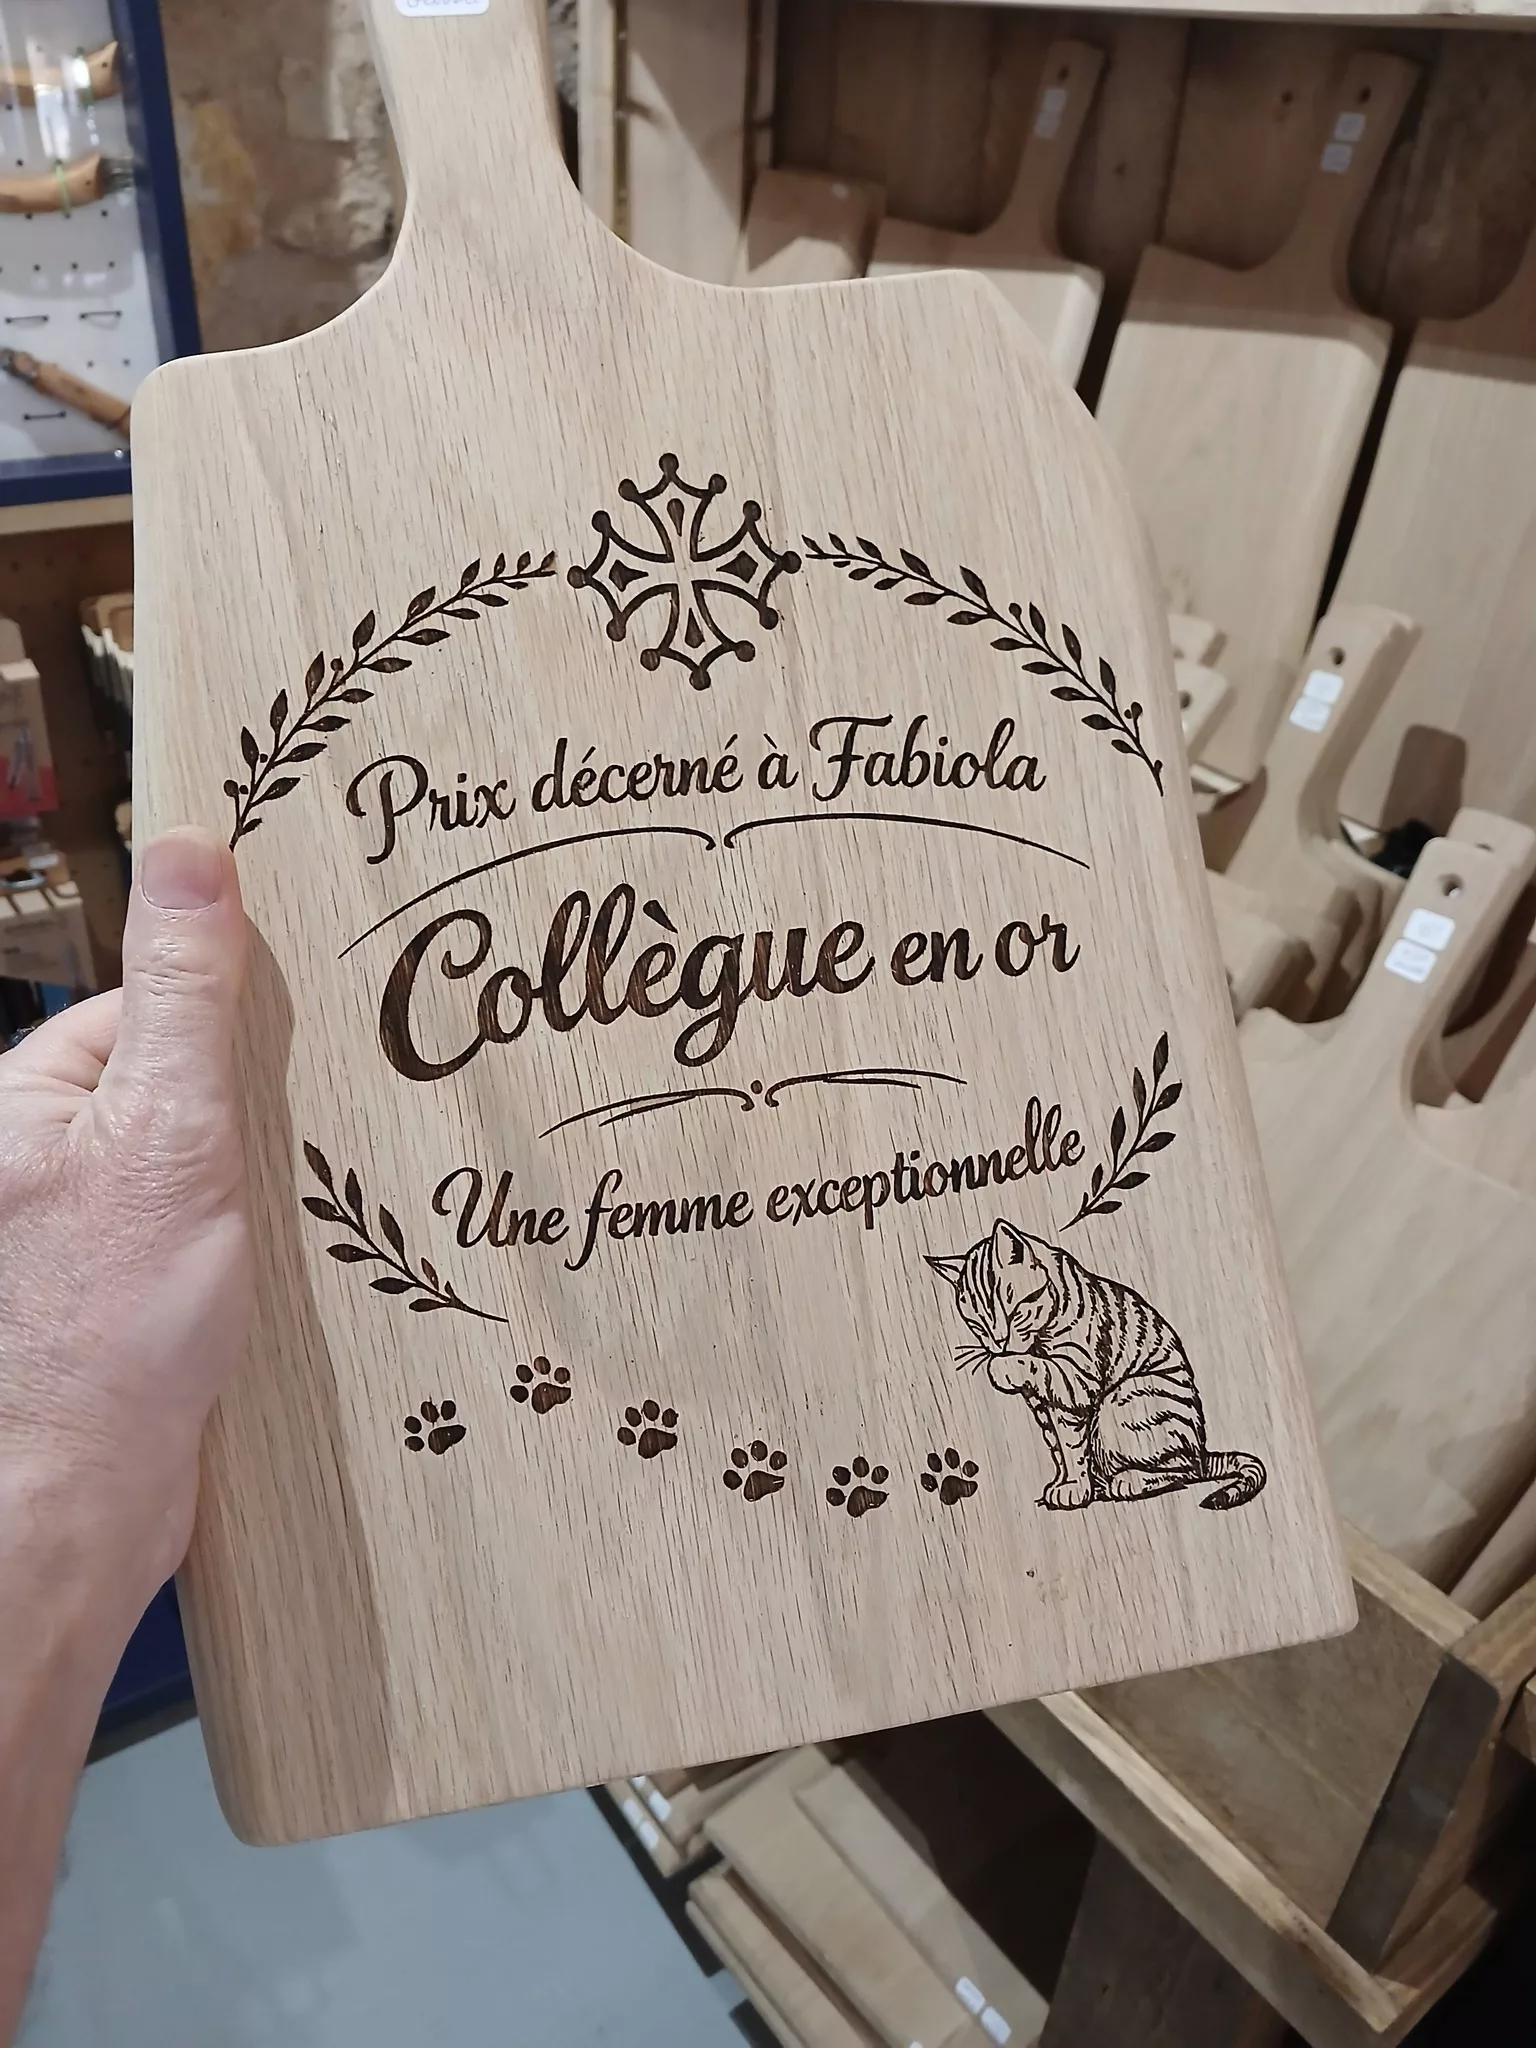 Prix décerné à Fabiola
Collègue en or
Une femme exceptionnelle